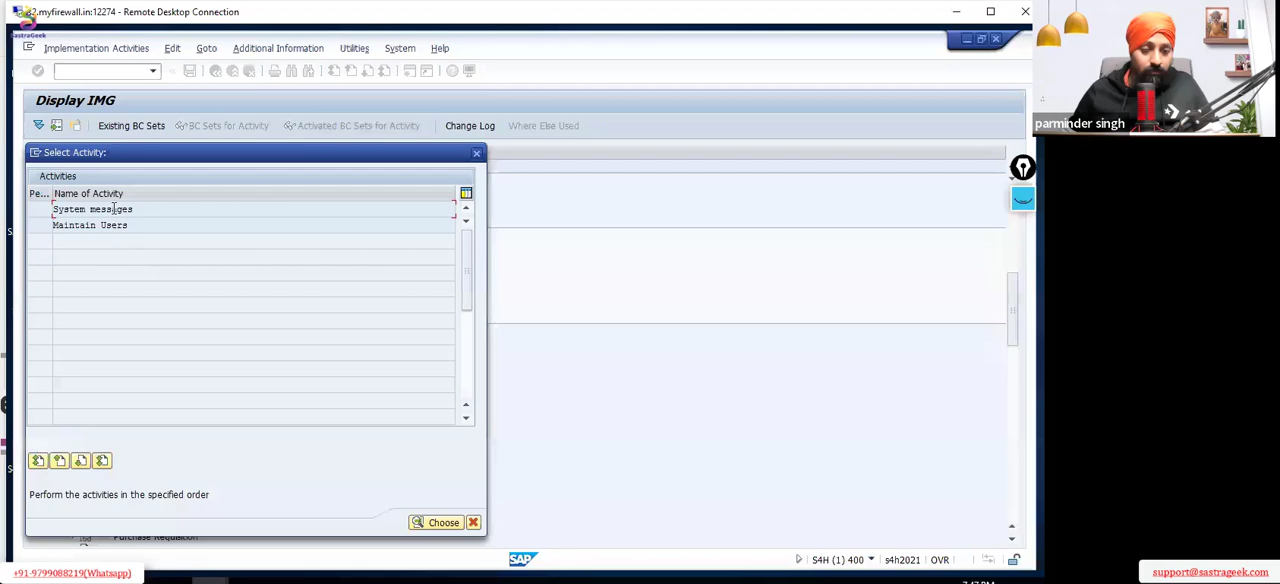 s2.myfirewall.in:12274 - Remote Desktop Connection
SastraGeek
Implementation Activities Edit Goto Additional Information Utilities System Help
Display IMG
Existing BC Sets BC Sets for Activity Activated BC Sets for Activity Change Log Where Else Used
Select Activity:
Activities
Pe... Name of Activity
System messages
Maintain Users
Perform the activities in the specified order
Choose
Purchase Requisition
SAP
S4H (1) 400 s4h2021 OVR
parminder singh
+91-9799088219(Whatsapp)
support@sastrageek.com